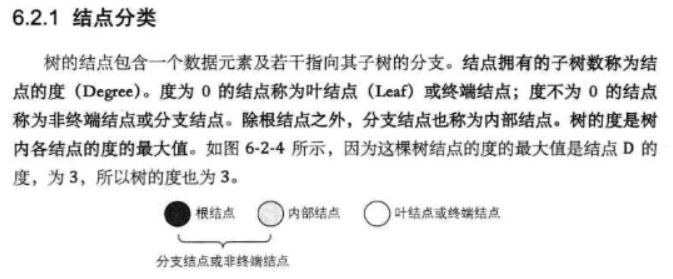 6.2.1 结点分类
树的结点包含一个数据元素及若干指向其子树的分支。结点拥有的子树数称为结
点的度（Degree）。度为 0 的结点称为叶结点（Leaf）或终端结点；度不为 0 的结点
称为非终端结点或分支结点。除根结点之外，分支结点也称为内部结点。树的度是树
内各结点的度的最大值。如图 6-2-4 所示，因为这棵树结点的度的最大值是结点 D 的
度，为 3，所以树的度也为 3。
根结点 内部结点 叶结点或终端结点
分支结点或非终端结点